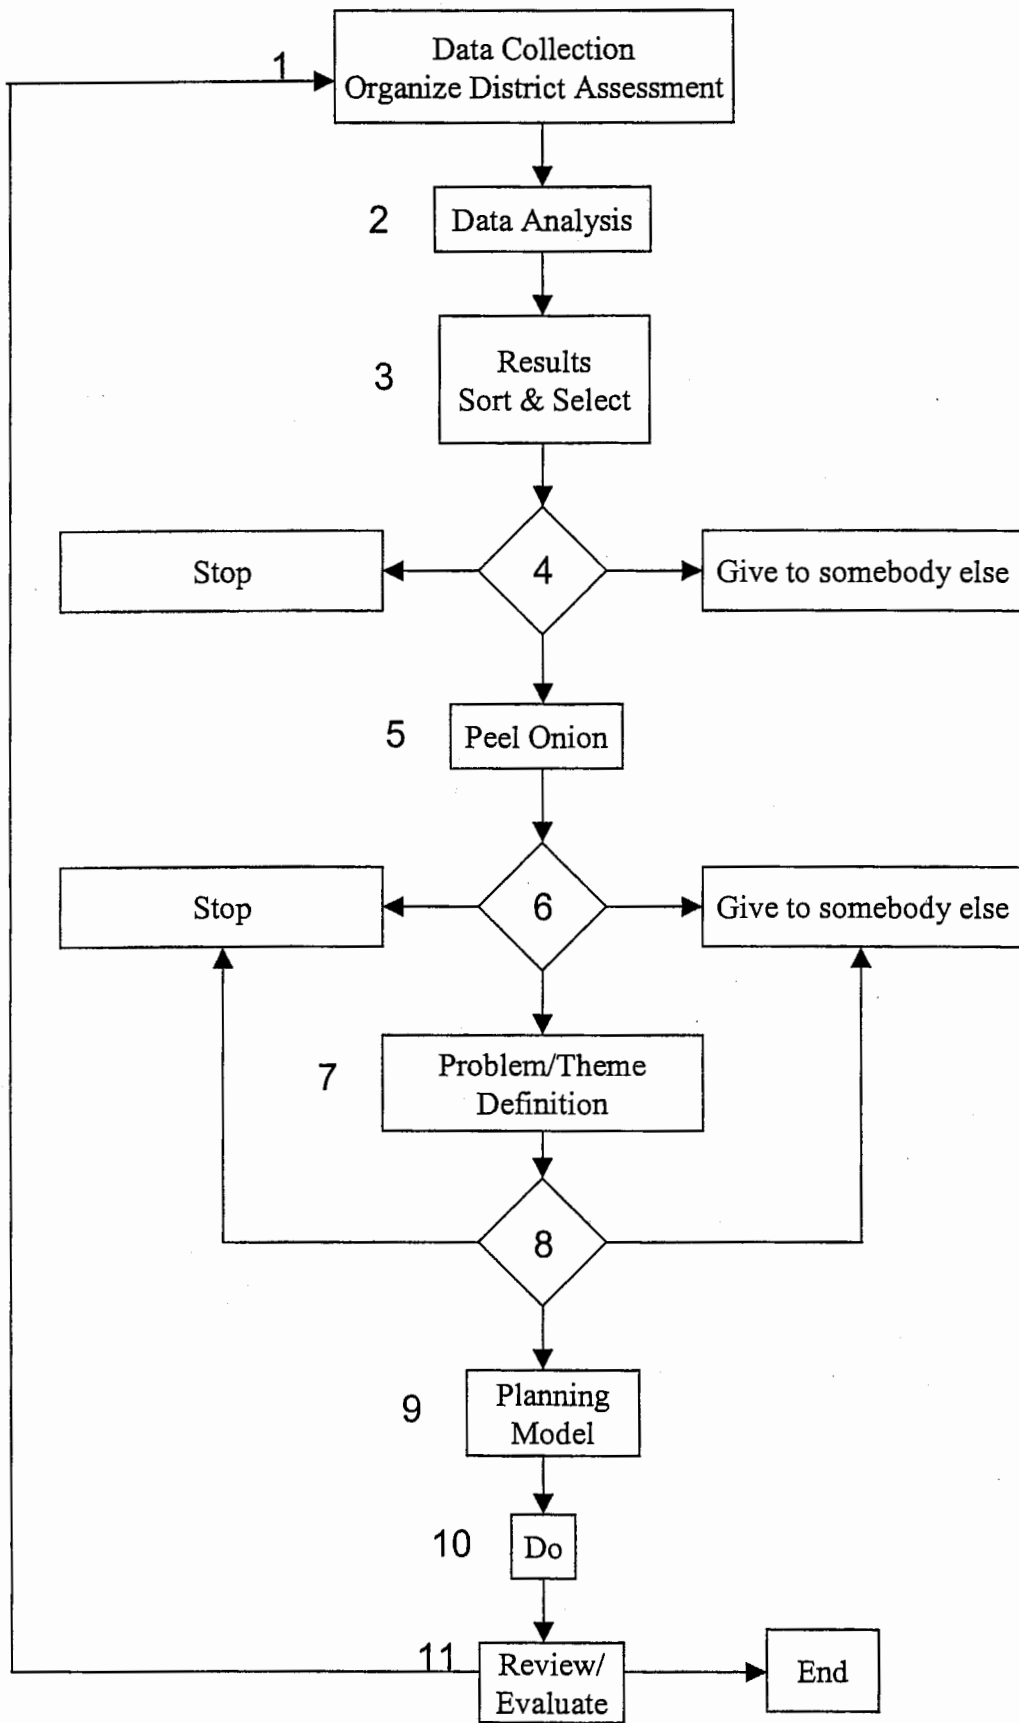 1
Data Collection
Organize District Assessment
2
Data Analysis
3
Results
Sort & Select
Stop
4
Give to somebody else
5
Peel Onion
Stop
6
Give to somebody else
7
Problem/Theme
Definition
8
9
Planning
Model
10
Do
11
Review/
Evaluate
End